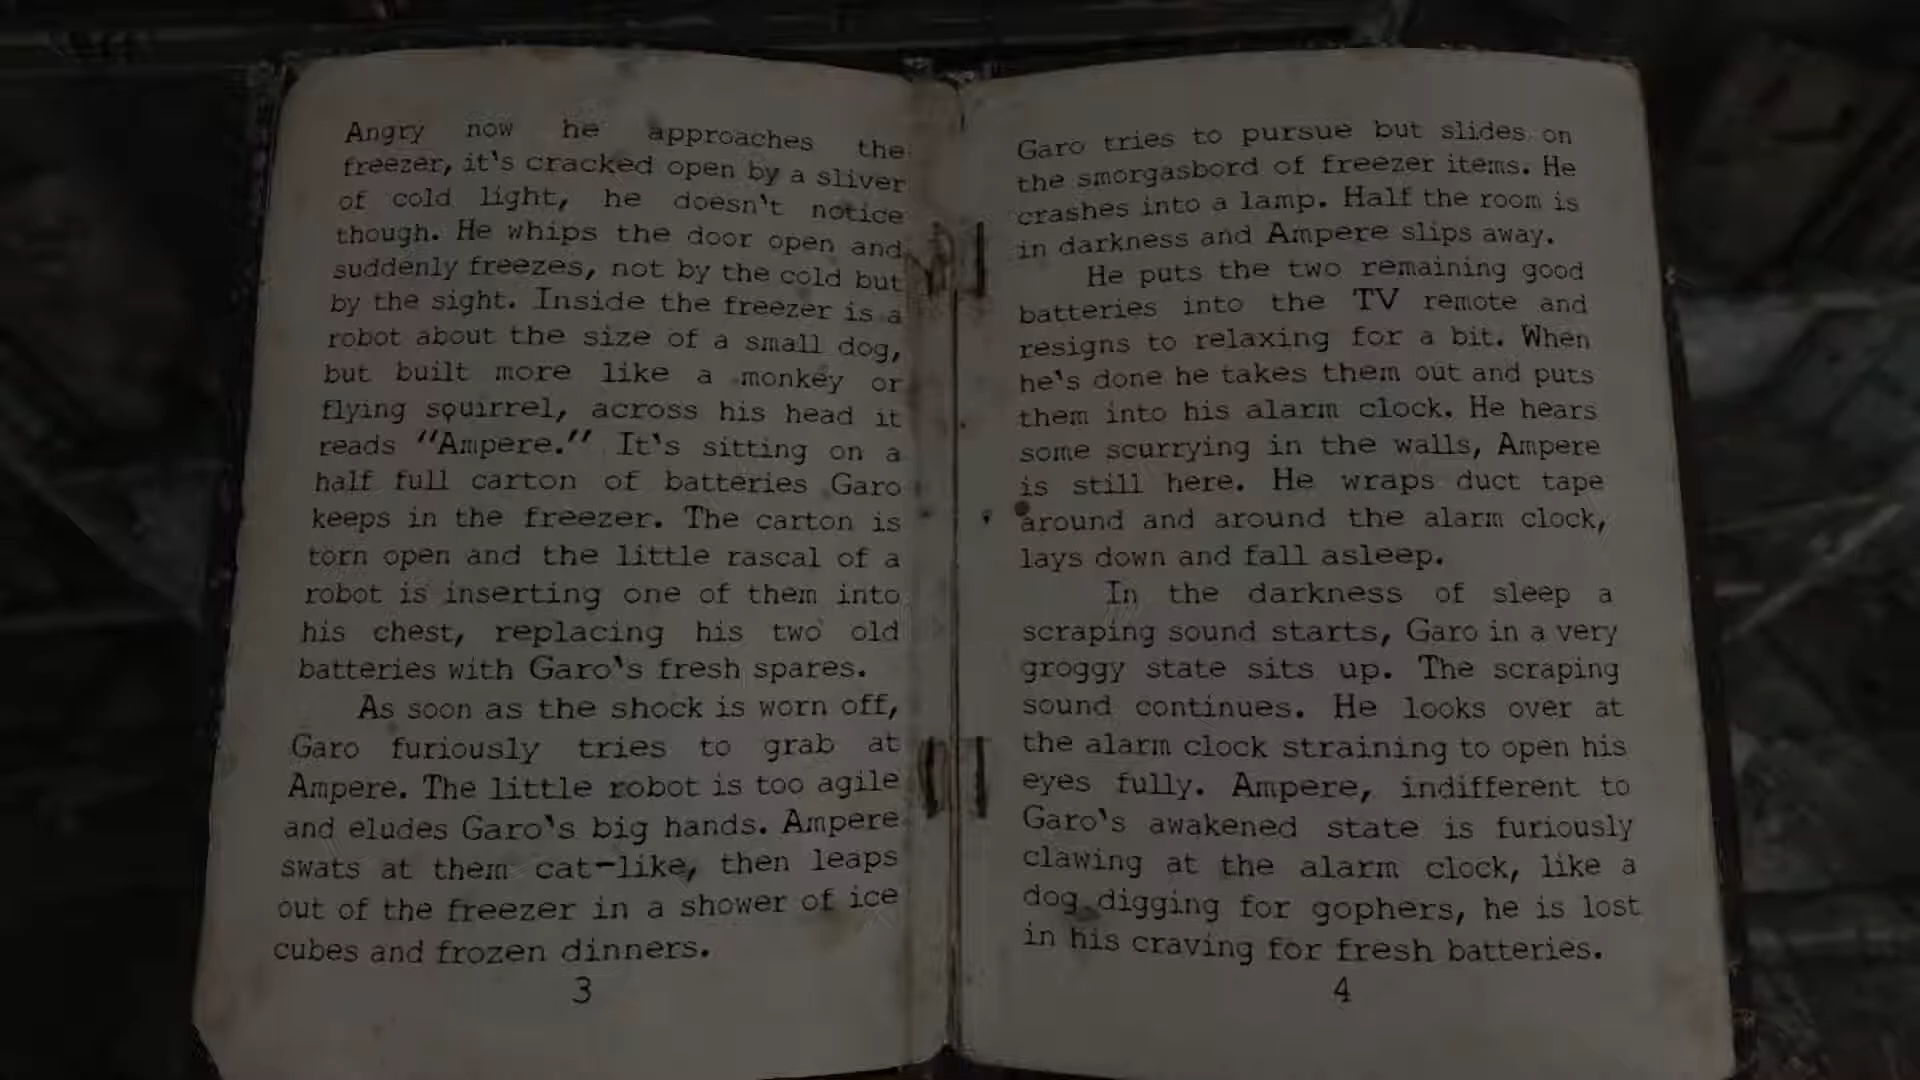 Angry now he approaches the
freezer, it's cracked open by a sliver
of cold light, he doesn't notice
though. He whips the door open and
suddenly freezes, not by the cold but
by the sight. Inside the freezer is a
robot about the size of a small dog,
but built more like a monkey or
flying squirrel, across his head it
reads "Ampere." It's sitting on a
half full carton of batteries Garo
keeps in the freezer. The carton is
torn open and the little rascal of a
robot is inserting one of them into
his chest, replacing his two old
batteries with Garo's fresh spares.
As soon as the shock is worn off,
Garo furiously tries to grab at
Ampere. The little robot is too agile
and eludes Garo's big hands. Ampere
swats at them cat-like, then leaps
out of the freezer in a shower of ice
cubes and frozen dinners.
3
Garo tries to pursue but slides on
the smorgasbord of freezer items. He
crashes into a lamp. Half the room is
in darkness and Ampere slips away.
He puts the two remaining good
batteries into the TV remote and
resigns to relaxing for a bit. When
he's done he takes them out and puts
them into his alarm clock. He hears
some scurrying in the walls, Ampere
is still here. He wraps duct tape
around and around the alarm clock,
lays down and fall asleep.
In the darkness of sleep a
scraping sound starts, Garo in a very
groggy state sits up. The scraping
sound continues. He looks over at
the alarm clock straining to open his
eyes fully. Ampere, indifferent to
Garo's awakened state is furiously
clawing at the alarm clock, like a
dog digging for gophers, he is lost
in his craving for fresh batteries.
4